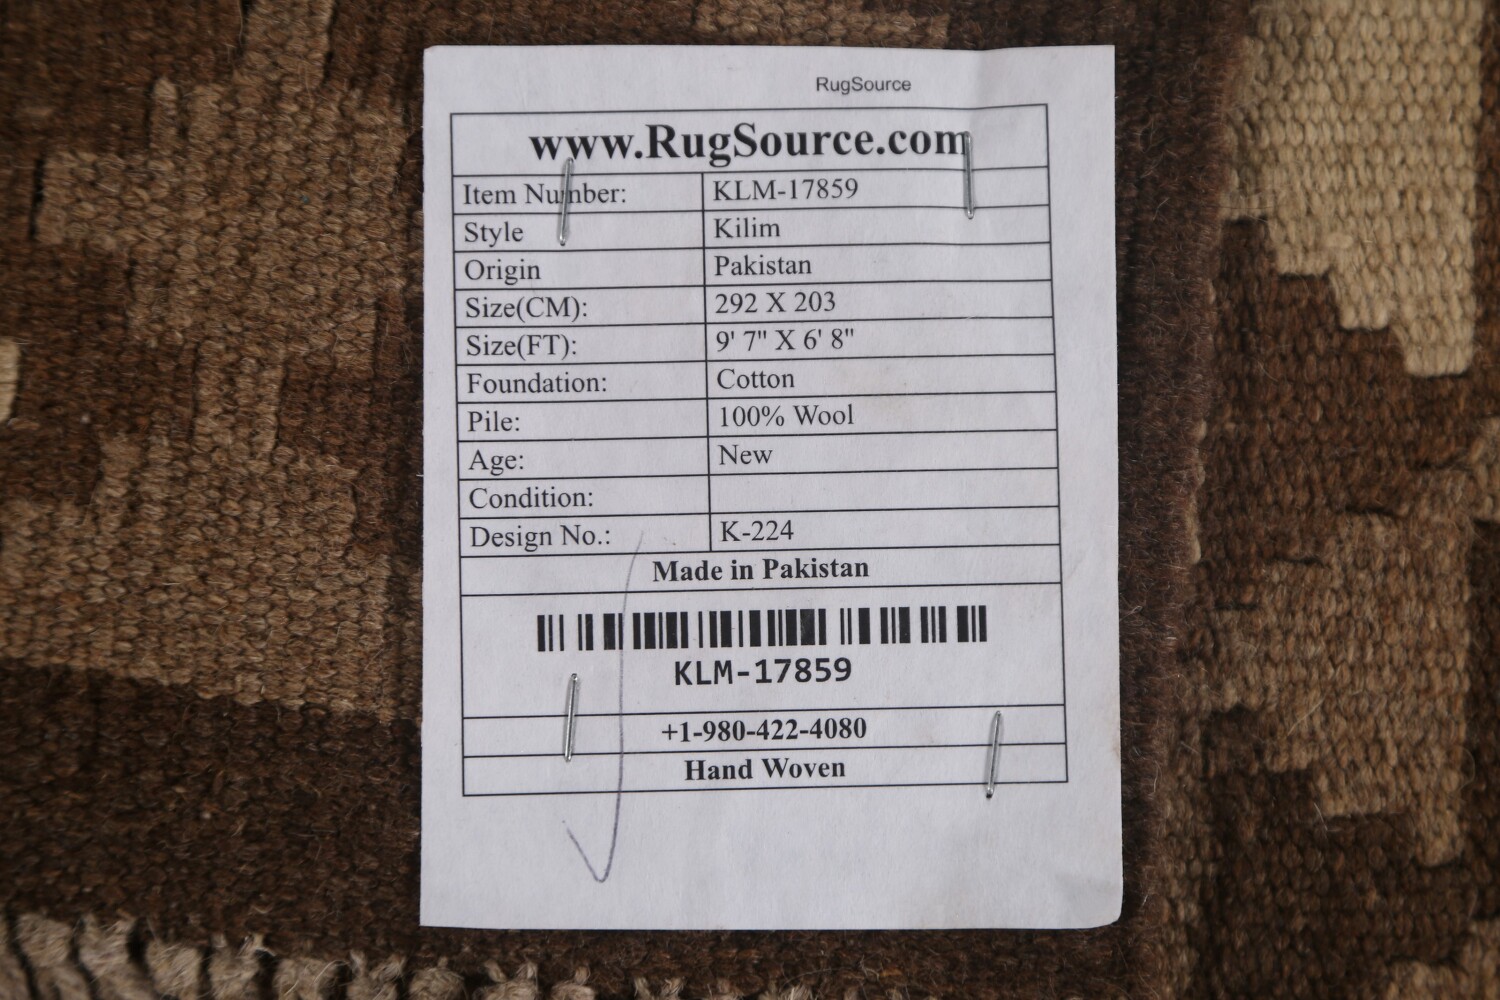 RugSource
www.RugSource.com
Item Number: KLM-17859
Style Kilim
Origin Pakistan
Size(CM): 292 X 203
Size(FT): 9' 7" X 6' 8"
Foundation: Cotton
Pile: 100% Wool
Age: New
Condition:
Design No.: K-224
Made in Pakistan
KLM-17859
+1-980-422-4080
Hand Woven